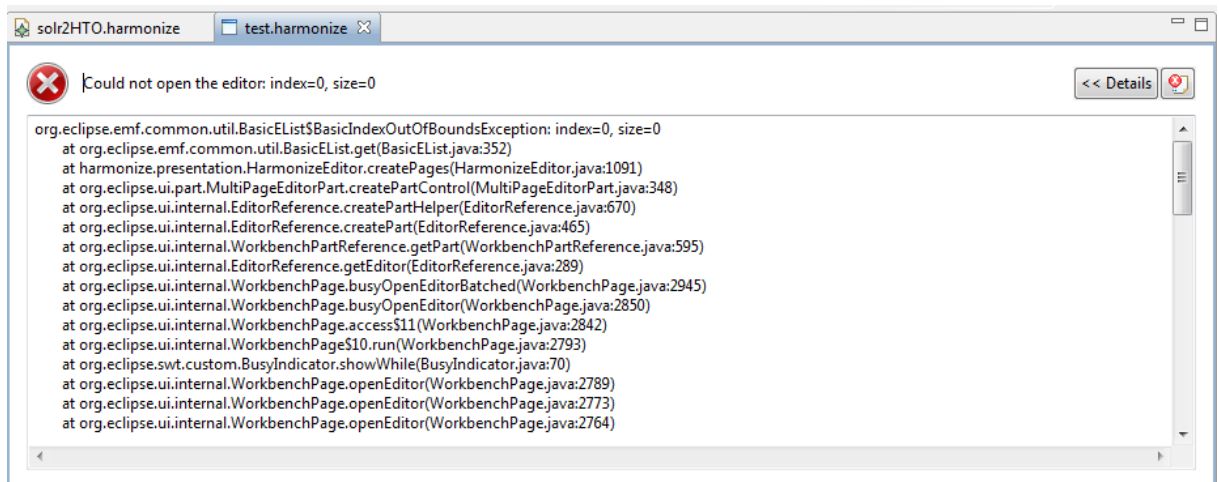 solr2HTO.harmonize test.harmonize
Could not open the editor: index=0, size=0 << Details
org.eclipse.emf.common.util.BasicEList$BasicIndexOutOfBoundsException: index=0, size=0
at org.eclipse.emf.common.util.BasicEList.get(BasicEList.java:352)
at harmonize.presentation.HarmonizeEditor.createPages(HarmonizeEditor.java:1091)
at org.eclipse.ui.part.MultiPageEditorPart.createPartControl(MultiPageEditorPart.java:348)
at org.eclipse.ui.internal.EditorReference.createPartHelper(EditorReference.java:670)
at org.eclipse.ui.internal.EditorReference.createPart(EditorReference.java:465)
at org.eclipse.ui.internal.WorkbenchPartReference.getPart(WorkbenchPartReference.java:595)
at org.eclipse.ui.internal.EditorReference.getEditor(EditorReference.java:289)
at org.eclipse.ui.internal.WorkbenchPage.busyOpenEditorBatched(WorkbenchPage.java:2945)
at org.eclipse.ui.internal.WorkbenchPage.busyOpenEditor(WorkbenchPage.java:2850)
at org.eclipse.ui.internal.WorkbenchPage.access$11(WorkbenchPage.java:2842)
at org.eclipse.ui.internal.WorkbenchPage$10.run(WorkbenchPage.java:2793)
at org.eclipse.swt.custom.BusyIndicator.showWhile(BusyIndicator.java:70)
at org.eclipse.ui.internal.WorkbenchPage.openEditor(WorkbenchPage.java:2789)
at org.eclipse.ui.internal.WorkbenchPage.openEditor(WorkbenchPage.java:2773)
at org.eclipse.ui.internal.WorkbenchPage.openEditor(WorkbenchPage.java:2764)